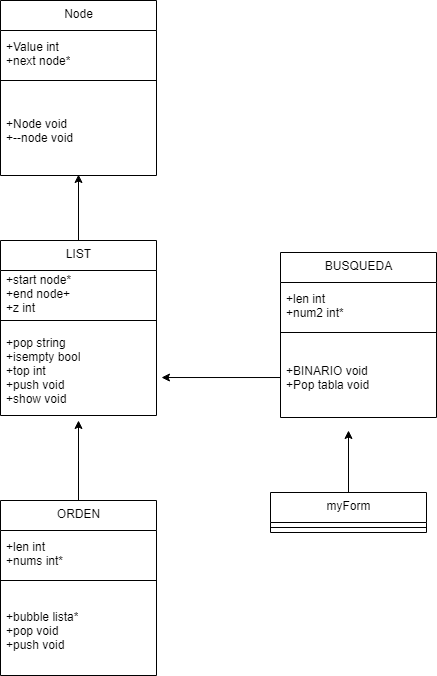 Node
+Value int
+next node*
+Node void
+--node void
LIST
+start node*
+end node+
+z int
+pop string
+isempty bool
+top int
+push void
+show void
BUSQUEDA
+len int
+num2 int*
+BINARIO void
+Pop tabla void
ORDEN
+len int
+nums int*
+bubble lista*
+pop void
+push void
myForm